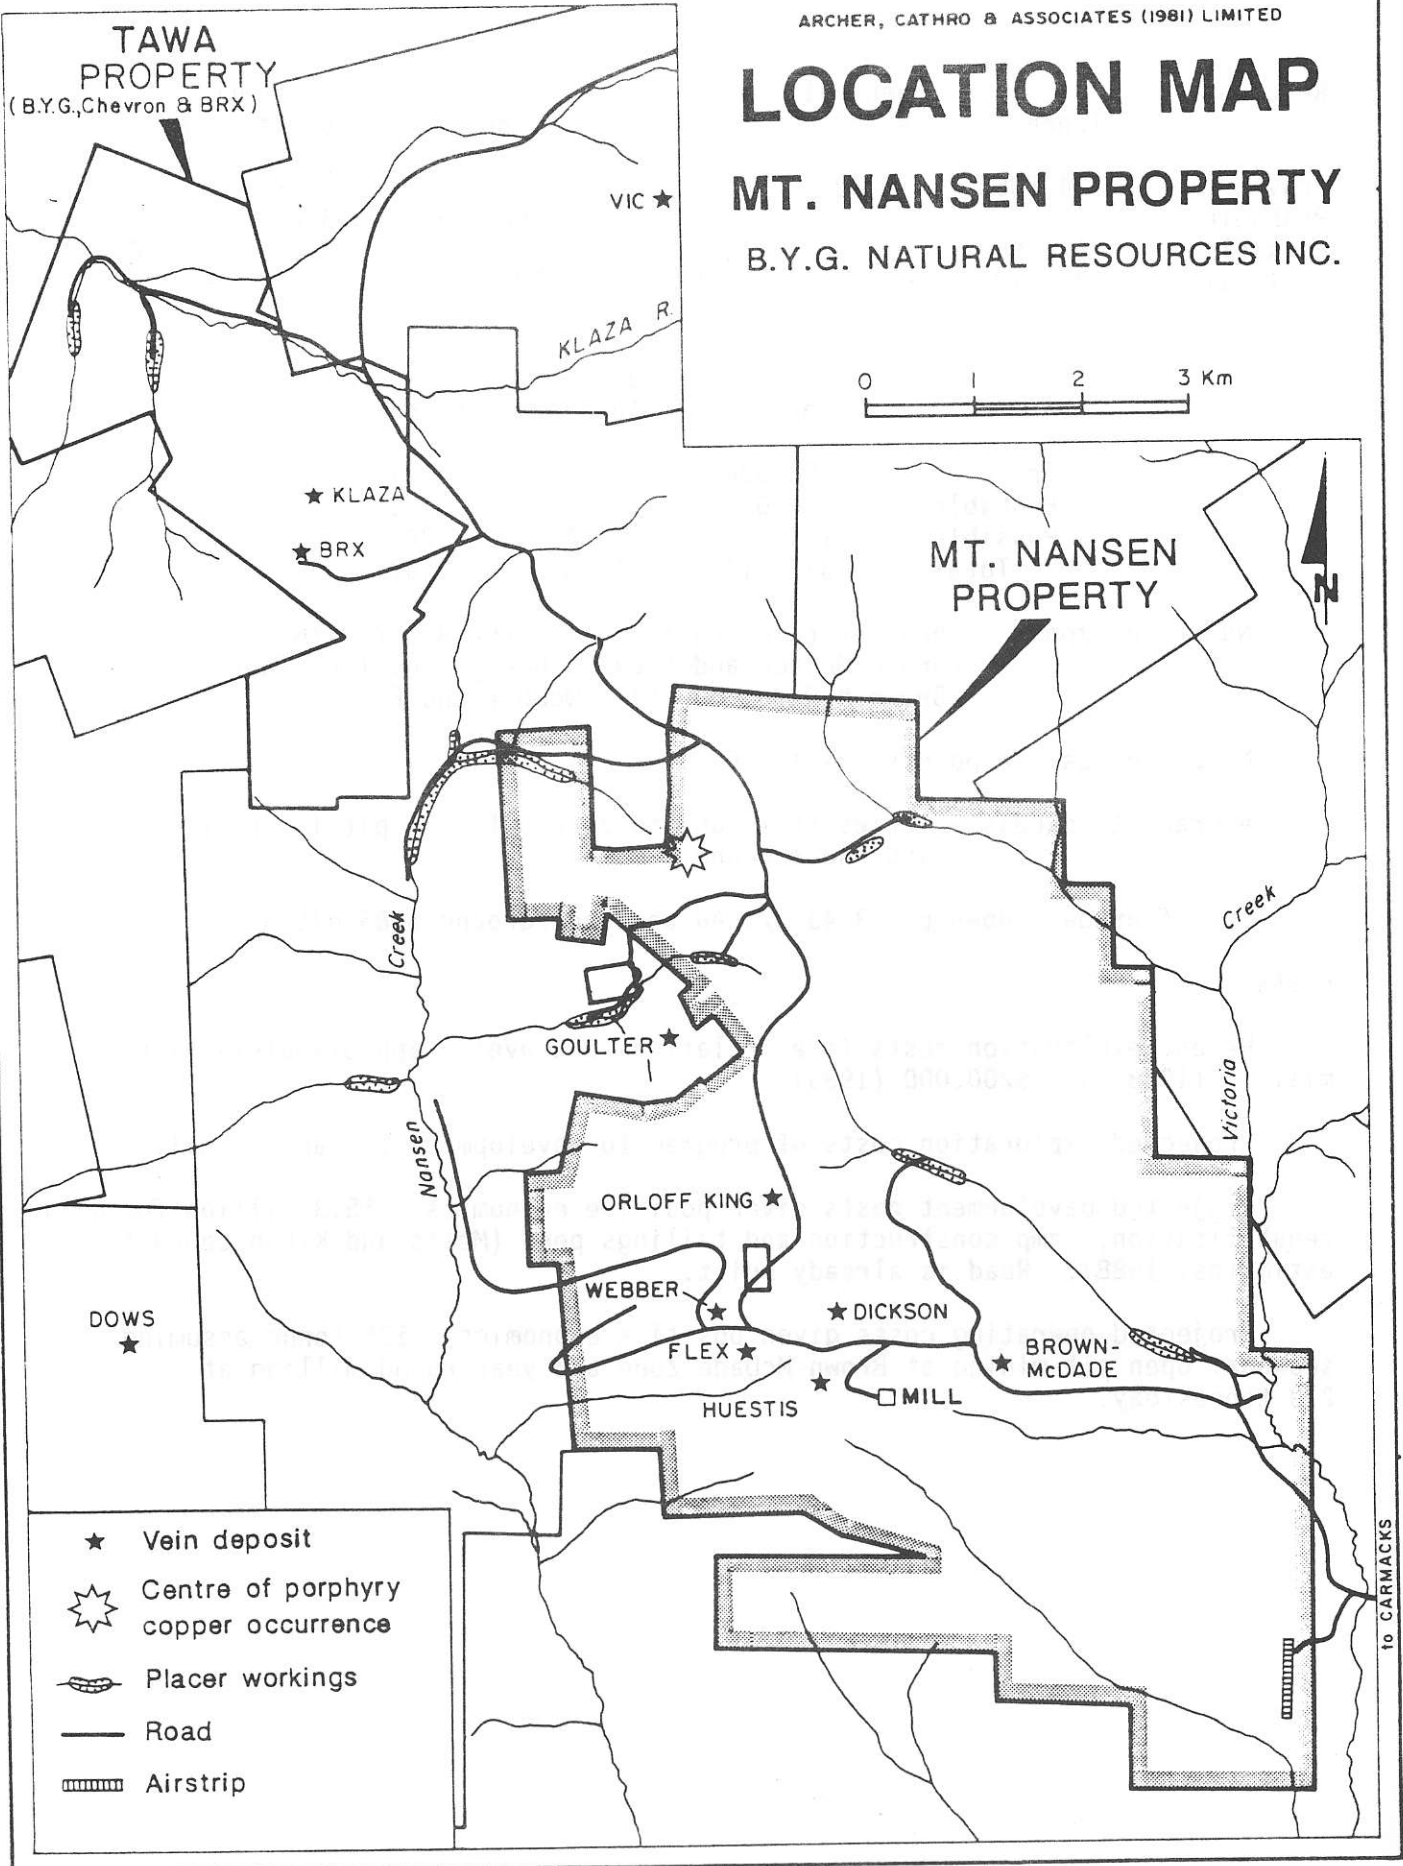 ARCHER, CATHRO & ASSOCIATES (1981) LIMITED
LOCATION MAP
MT. NANSEN PROPERTY
B.Y.G. NATURAL RESOURCES INC.
0 1 2 3 Km
TAWA
PROPERTY
(B.Y.G., Chevron & BRX)
VIC
KLAZA R.
KLAZA
BRX
MT. NANSEN
PROPERTY
N
Creek
Creek
GOULTER
Victoria
Nansen
ORLOFF KING
WEBBER
DICKSON
DOWS
FLEX
BROWN-
McDADE
HUESTIS
MILL
to CARMACKS
Vein deposit
Centre of porphyry
copper occurrence
Placer workings
Road
Airstrip